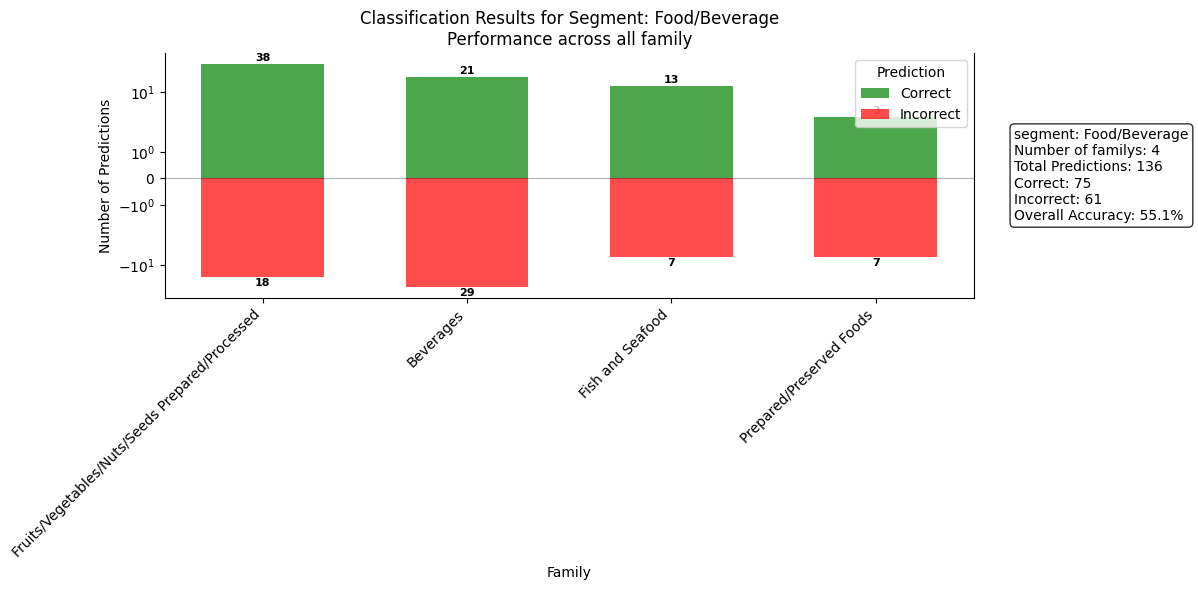 Classification Results for Segment: Food/Beverage
Performance across all family
Number of Predictions
10^1
10^0
0
−10^0
−10^1
38
21
13
3
18
29
7
7
Prediction
Correct
Incorrect
segment: Food/Beverage
Number of familys: 4
Total Predictions: 136
Correct: 75
Incorrect: 61
Overall Accuracy: 55.1%
Fruits/Vegetables/Nuts/Seeds Prepared/Processed
Beverages
Fish and Seafood
Prepared/Preserved Foods
Family